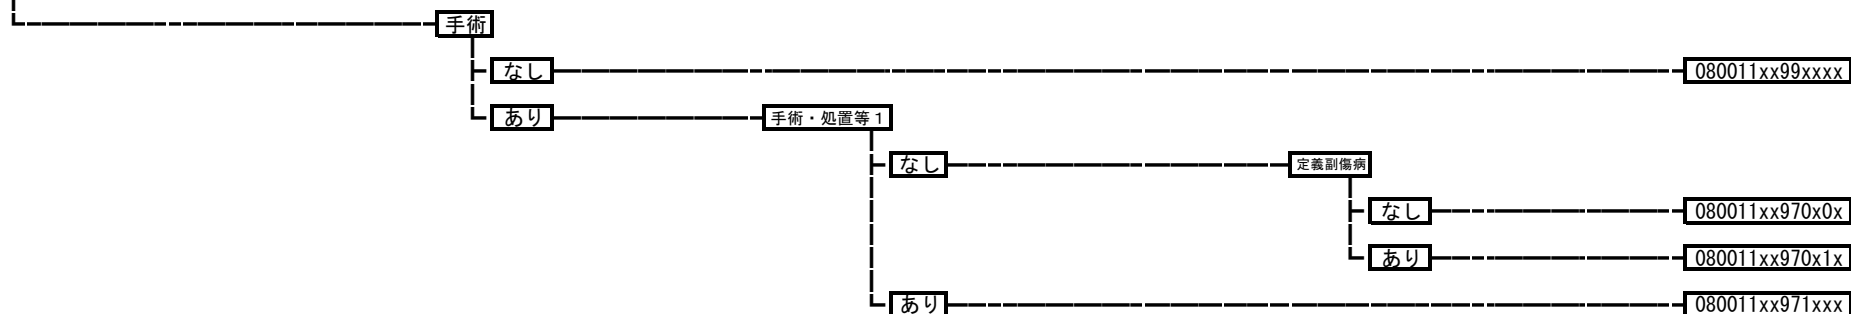 手術
なし 080011xx99xxxx
あり 手術・処置等1
なし 定義副傷病
なし 080011xx970x0x
あり 080011xx970x1x
あり 080011xx971xxx